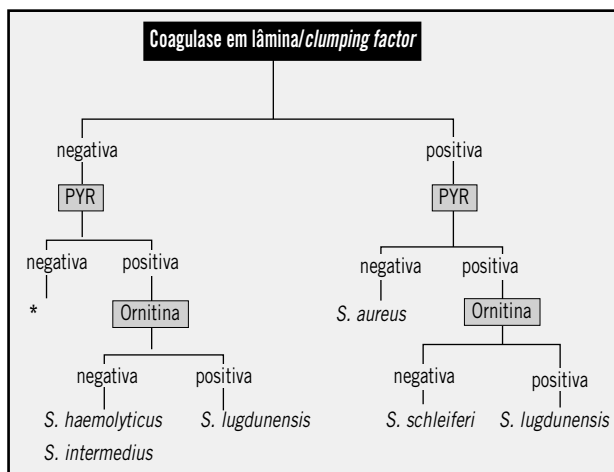 Coagulase em lâmina/clumping factor
negativa positiva
PYR PYR
negativa positiva negativa positiva
* Ornitina S. aureus Ornitina
negativa positiva negativa positiva
S. haemolyticus S. lugdunensis S. schleiferi S. lugdunensis
S. intermedius